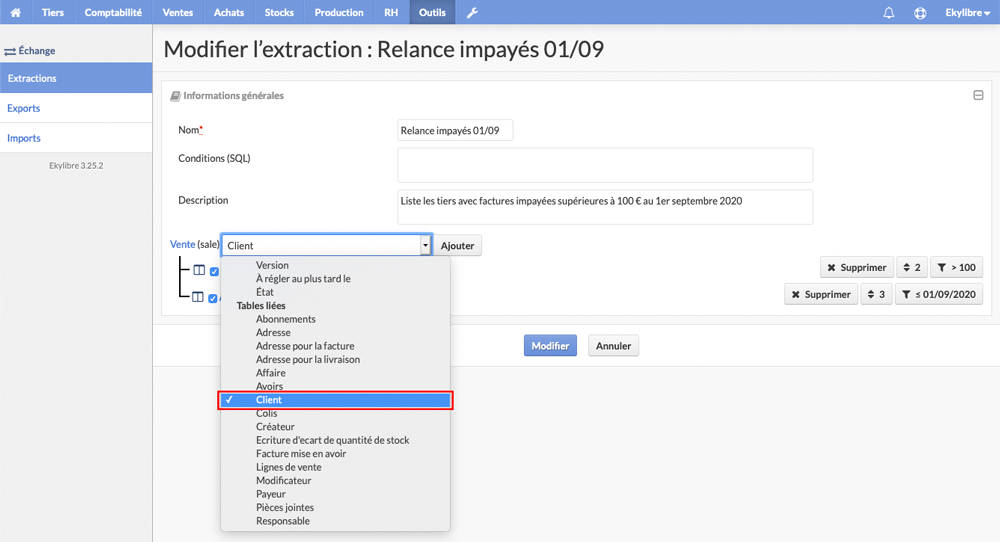 Tiers Comptabilité Ventes Achats Stocks Production RH Outils Ekylibre
Échange
Extractions
Exports
Imports
Ekylibre 3.25.2
Modifier l'extraction : Relance impayés 01/09
Informations générales
Nom* Relance impayés 01/09
Conditions (SQL)
Description Liste les tiers avec factures impayées supérieures à 100 € au 1er septembre 2020
Vente (sale) Client Ajouter
Supprimer 2 > 100
Supprimer 3 ≤ 01/09/2020
Version
À régler au plus tard le
État
Tables liées
Abonnements
Adresse
Adresse pour la facture
Adresse pour la livraison
Affaire
Avoirs
Client
Colis
Créateur
Ecriture d'ecart de quantité de stock
Facture mise en avoir
Lignes de vente
Modificateur
Payeur
Pièces jointes
Responsable
Modifier Annuler